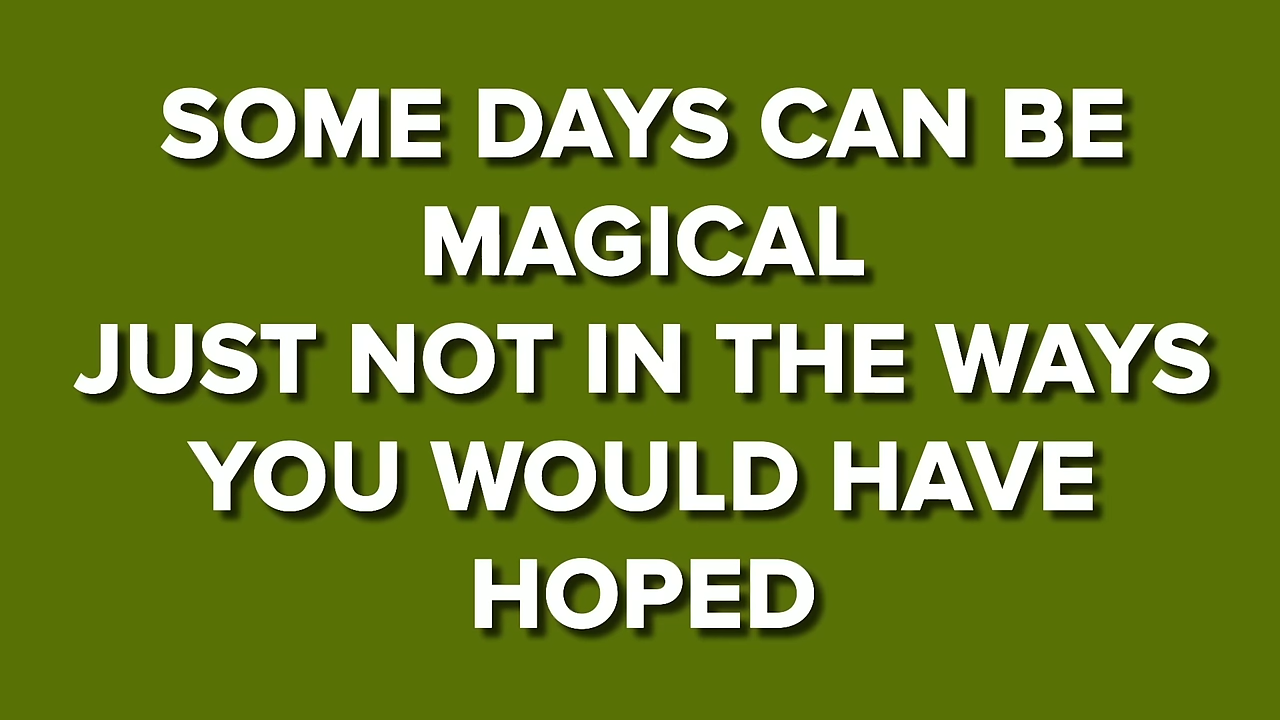 SOME DAYS CAN BE
MAGICAL
JUST NOT IN THE WAYS
YOU WOULD HAVE
HOPED